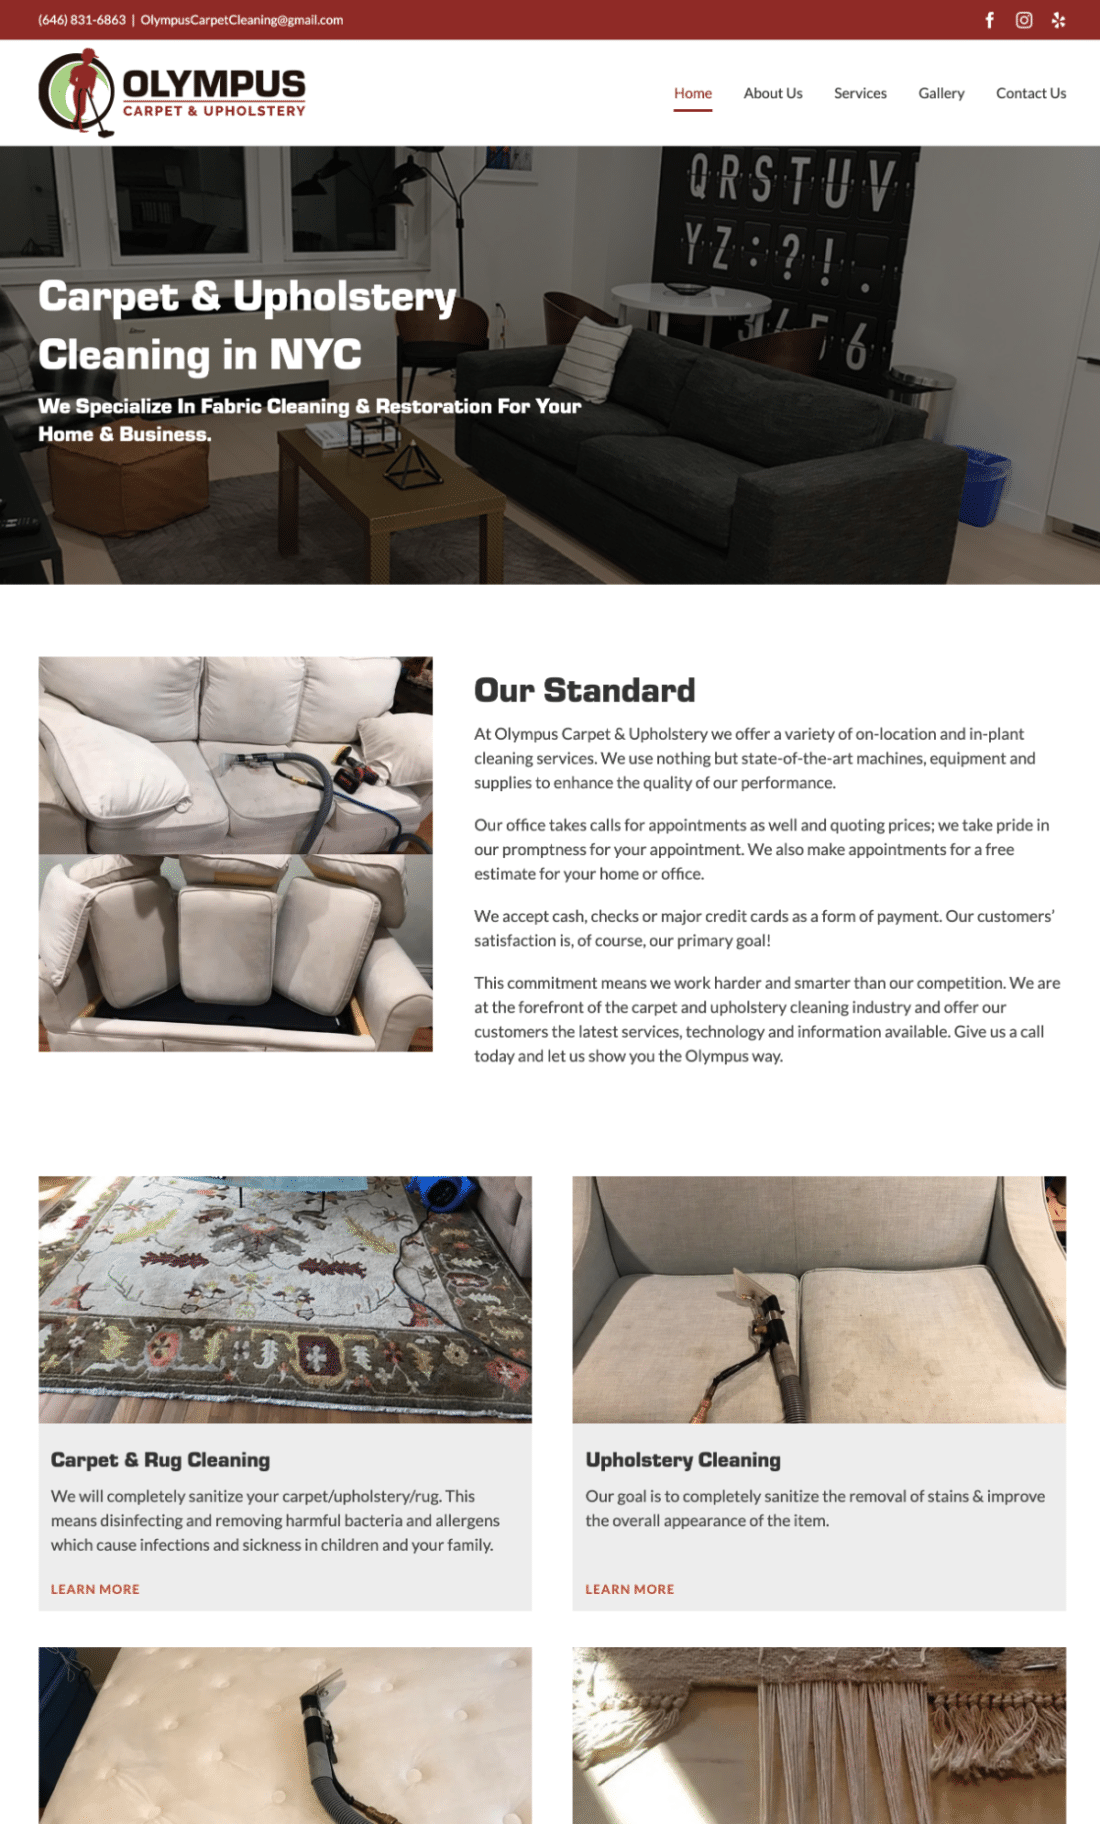 (646) 831-6863 | OlympusCarpetCleaning@gmail.com
OLYMPUS
CARPET & UPHOLSTERY
Home About Us Services Gallery Contact Us
QRSTUV
YZ:?!.
3456
Carpet & Upholstery
Cleaning in NYC
We Specialize In Fabric Cleaning & Restoration For Your
Home & Business.
Our Standard
At Olympus Carpet & Upholstery we offer a variety of on-location and in-plant
cleaning services. We use nothing but state-of-the-art machines, equipment and
supplies to enhance the quality of our performance.
Our office takes calls for appointments as well and quoting prices; we take pride in
our promptness for your appointment. We also make appointments for a free
estimate for your home or office.
We accept cash, checks or major credit cards as a form of payment. Our customers’
satisfaction is, of course, our primary goal!
This commitment means we work harder and smarter than our competition. We are
at the forefront of the carpet and upholstery cleaning industry and offer our
customers the latest services, technology and information available. Give us a call
today and let us show you the Olympus way.
Carpet & Rug Cleaning
We will completely sanitize your carpet/upholstery/rug. This
means disinfecting and removing harmful bacteria and allergens
which cause infections and sickness in children and your family.
LEARN MORE
Upholstery Cleaning
Our goal is to completely sanitize the removal of stains & improve
the overall appearance of the item.
LEARN MORE